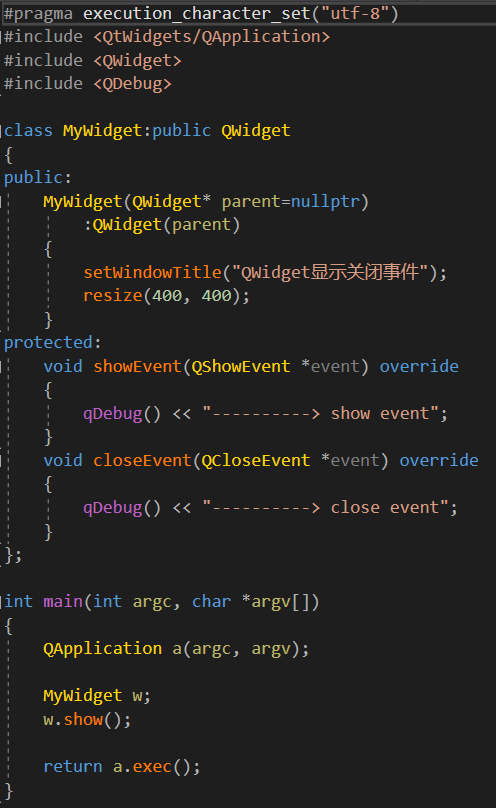 #pragma execution_character_set("utf-8")
#include <QtWidgets/QApplication>
#include <QWidget>
#include <QDebug>

class MyWidget:public QWidget
{
public:
    MyWidget(QWidget* parent=nullptr)
        :QWidget(parent)
    {
        setWindowTitle("QWidget显示关闭事件");
        resize(400, 400);
    }
protected:
    void showEvent(QShowEvent *event) override
    {
        qDebug() << "----------> show event";
    }
    void closeEvent(QCloseEvent *event) override
    {
        qDebug() << "----------> close event";
    }
};

int main(int argc, char *argv[])
{
    QApplication a(argc, argv);

    MyWidget w;
    w.show();

    return a.exec();
}